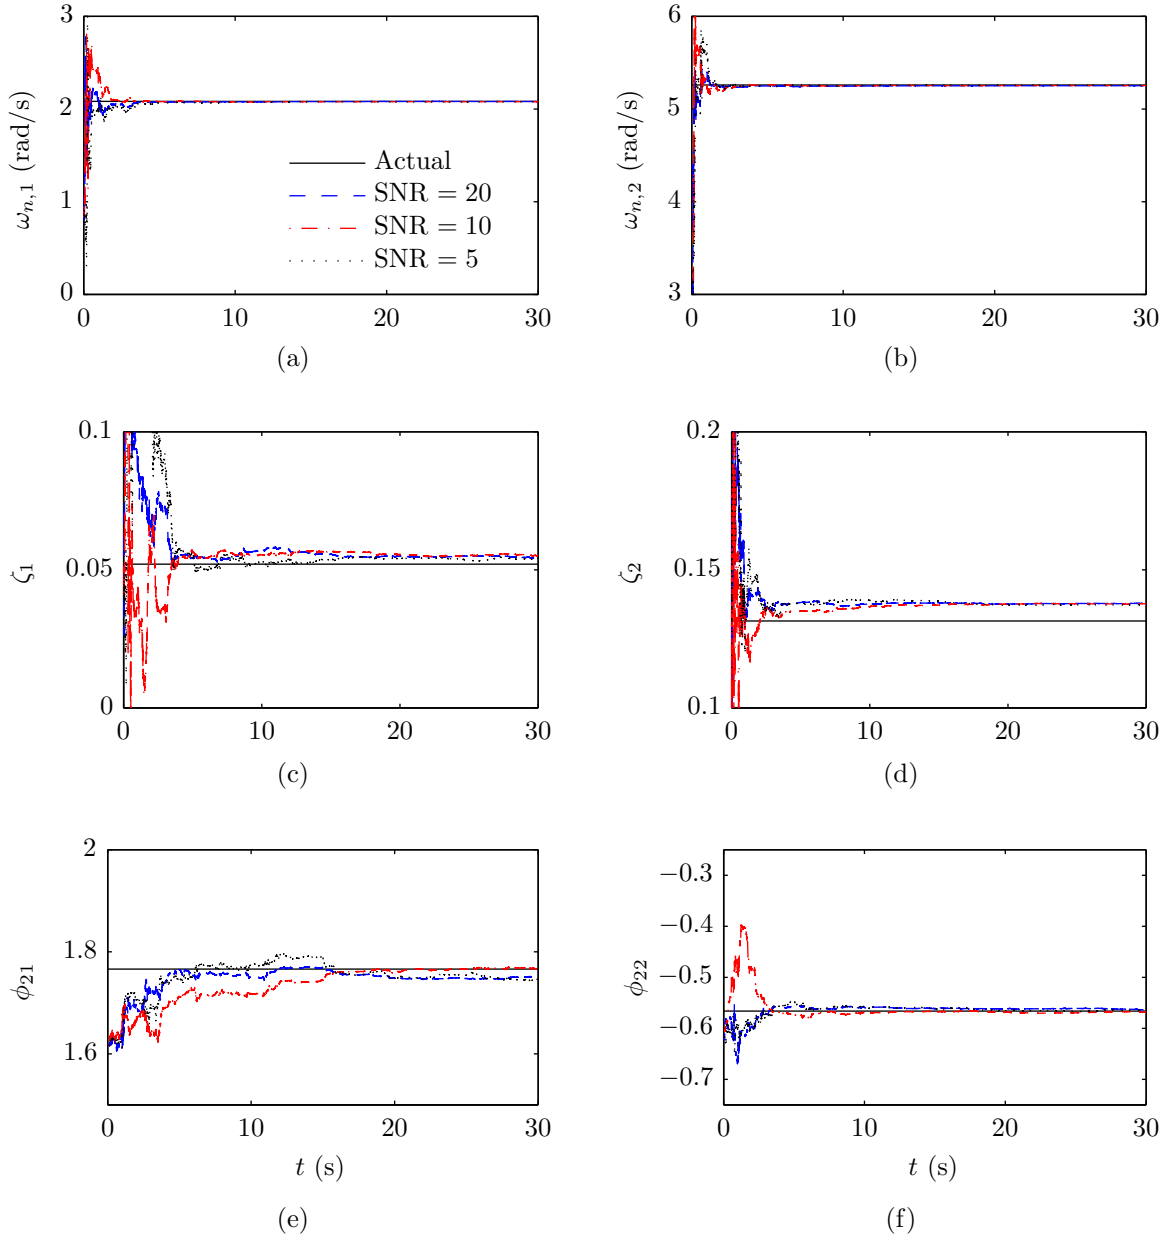 3
2
1
0
0 10 20 30
ω_{n,1} (rad/s)
Actual
SNR = 20
SNR = 10
SNR = 5
(a)
6
5
4
3
0 10 20 30
ω_{n,2} (rad/s)
(b)
0.1
0.05
0
0 10 20 30
ζ_1
(c)
0.2
0.15
0.1
0 10 20 30
ζ_2
(d)
2
1.8
1.6
0 10 20 30
ϕ_{21}
t (s)
(e)
−0.3
−0.4
−0.5
−0.6
−0.7
0 10 20 30
ϕ_{22}
t (s)
(f)